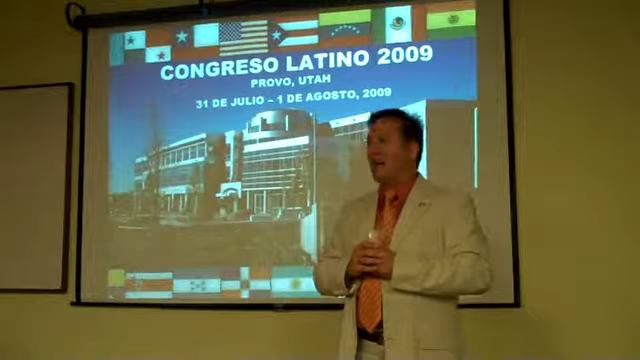 CONGRESO LATINO 2009
PROVO, UTAH
31 DE JULIO – 1 DE AGOSTO, 2009